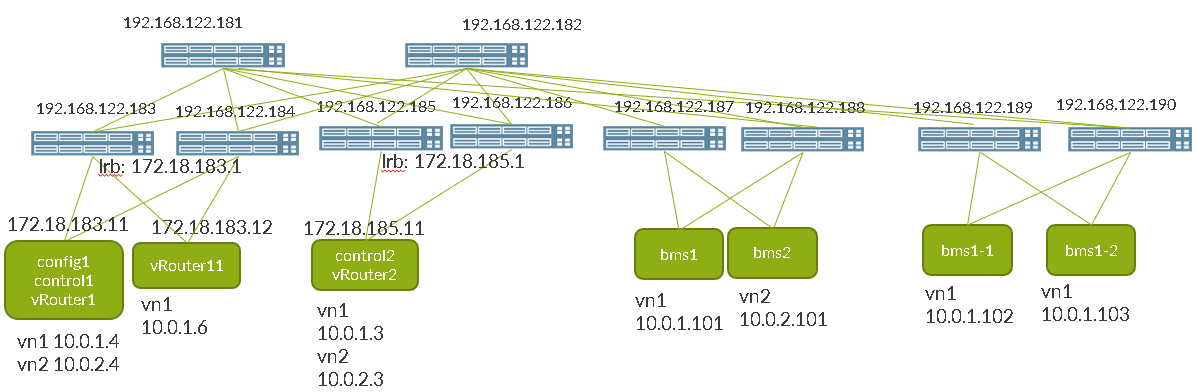 192.168.122.181
192.168.122.182
192.168.122.183
192.168.122.184
192.168.122.185
192.168.122.186
192.168.122.187
192.168.122.188
192.168.122.189
192.168.122.190
Irb: 172.18.183.1
Irb: 172.18.185.1
172.18.183.11
172.18.183.12
172.18.185.11
config1
control1
vRouter1
vRouter11
control2
vRouter2
bms1
bms2
bms1-1
bms1-2
vn1 10.0.1.4
vn2 10.0.2.4
vn1
10.0.1.6
vn1
10.0.1.3
vn2
10.0.2.3
vn1
10.0.1.101
vn2
10.0.2.101
vn1
10.0.1.102
vn1
10.0.1.103